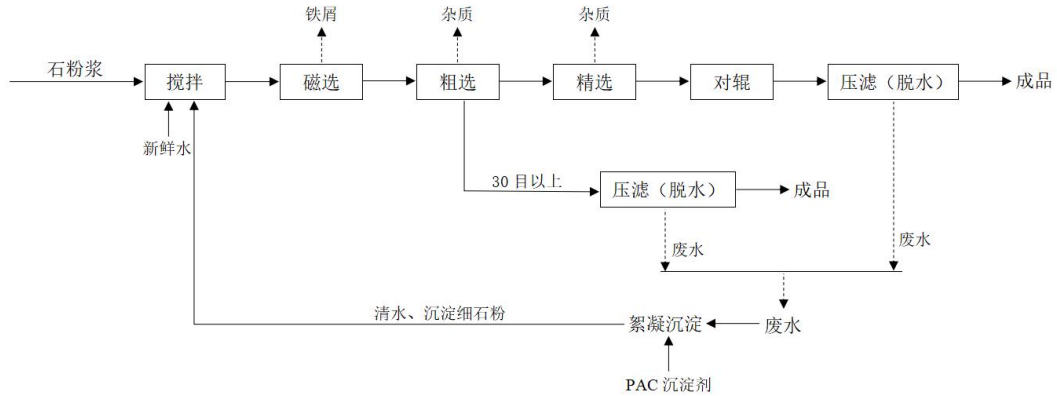 铁屑
杂质
杂质
石粉浆
搅拌
磁选
粗选
精选
对辊
压滤（脱水）
成品
新鲜水
30 目以上
压滤（脱水）
成品
废水
废水
清水、沉淀细石粉
絮凝沉淀
废水
PAC 沉淀剂